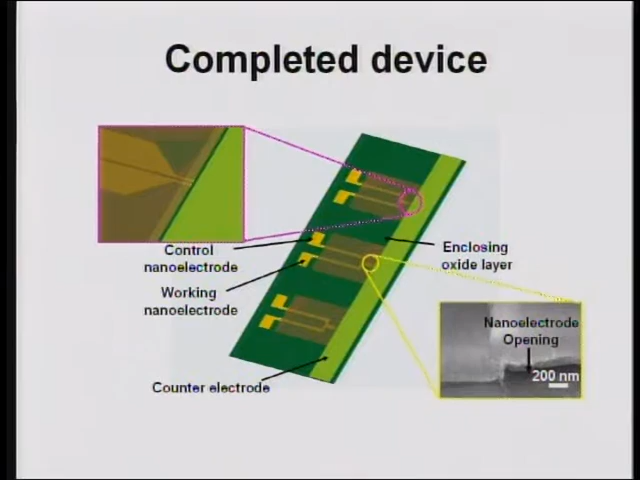 Completed device
Control
nanoelectrode
Enclosing
oxide layer
Working
nanoelectrode
Nanoelectrode
Opening
200 nm
Counter electrode